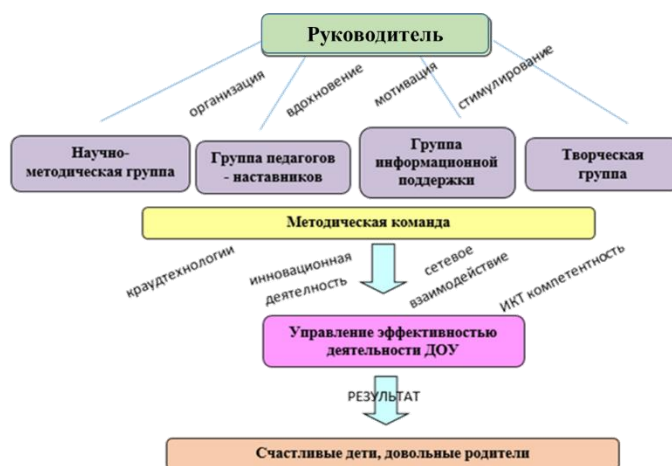 Руководитель
организация
вдохновение
мотивация
стимулирование
Научно-
методическая группа
Группа педагогов
- наставников
Группа
информационной
поддержки
Творческая
группа
Методическая команда
краудтехнологии
инновационная
деятелность
сетевое
взаимодействие
ИКТ компетентность
Управление эффективностью
деятельности ДОУ
РЕЗУЛЬТАТ
Счастливые дети, довольные родители